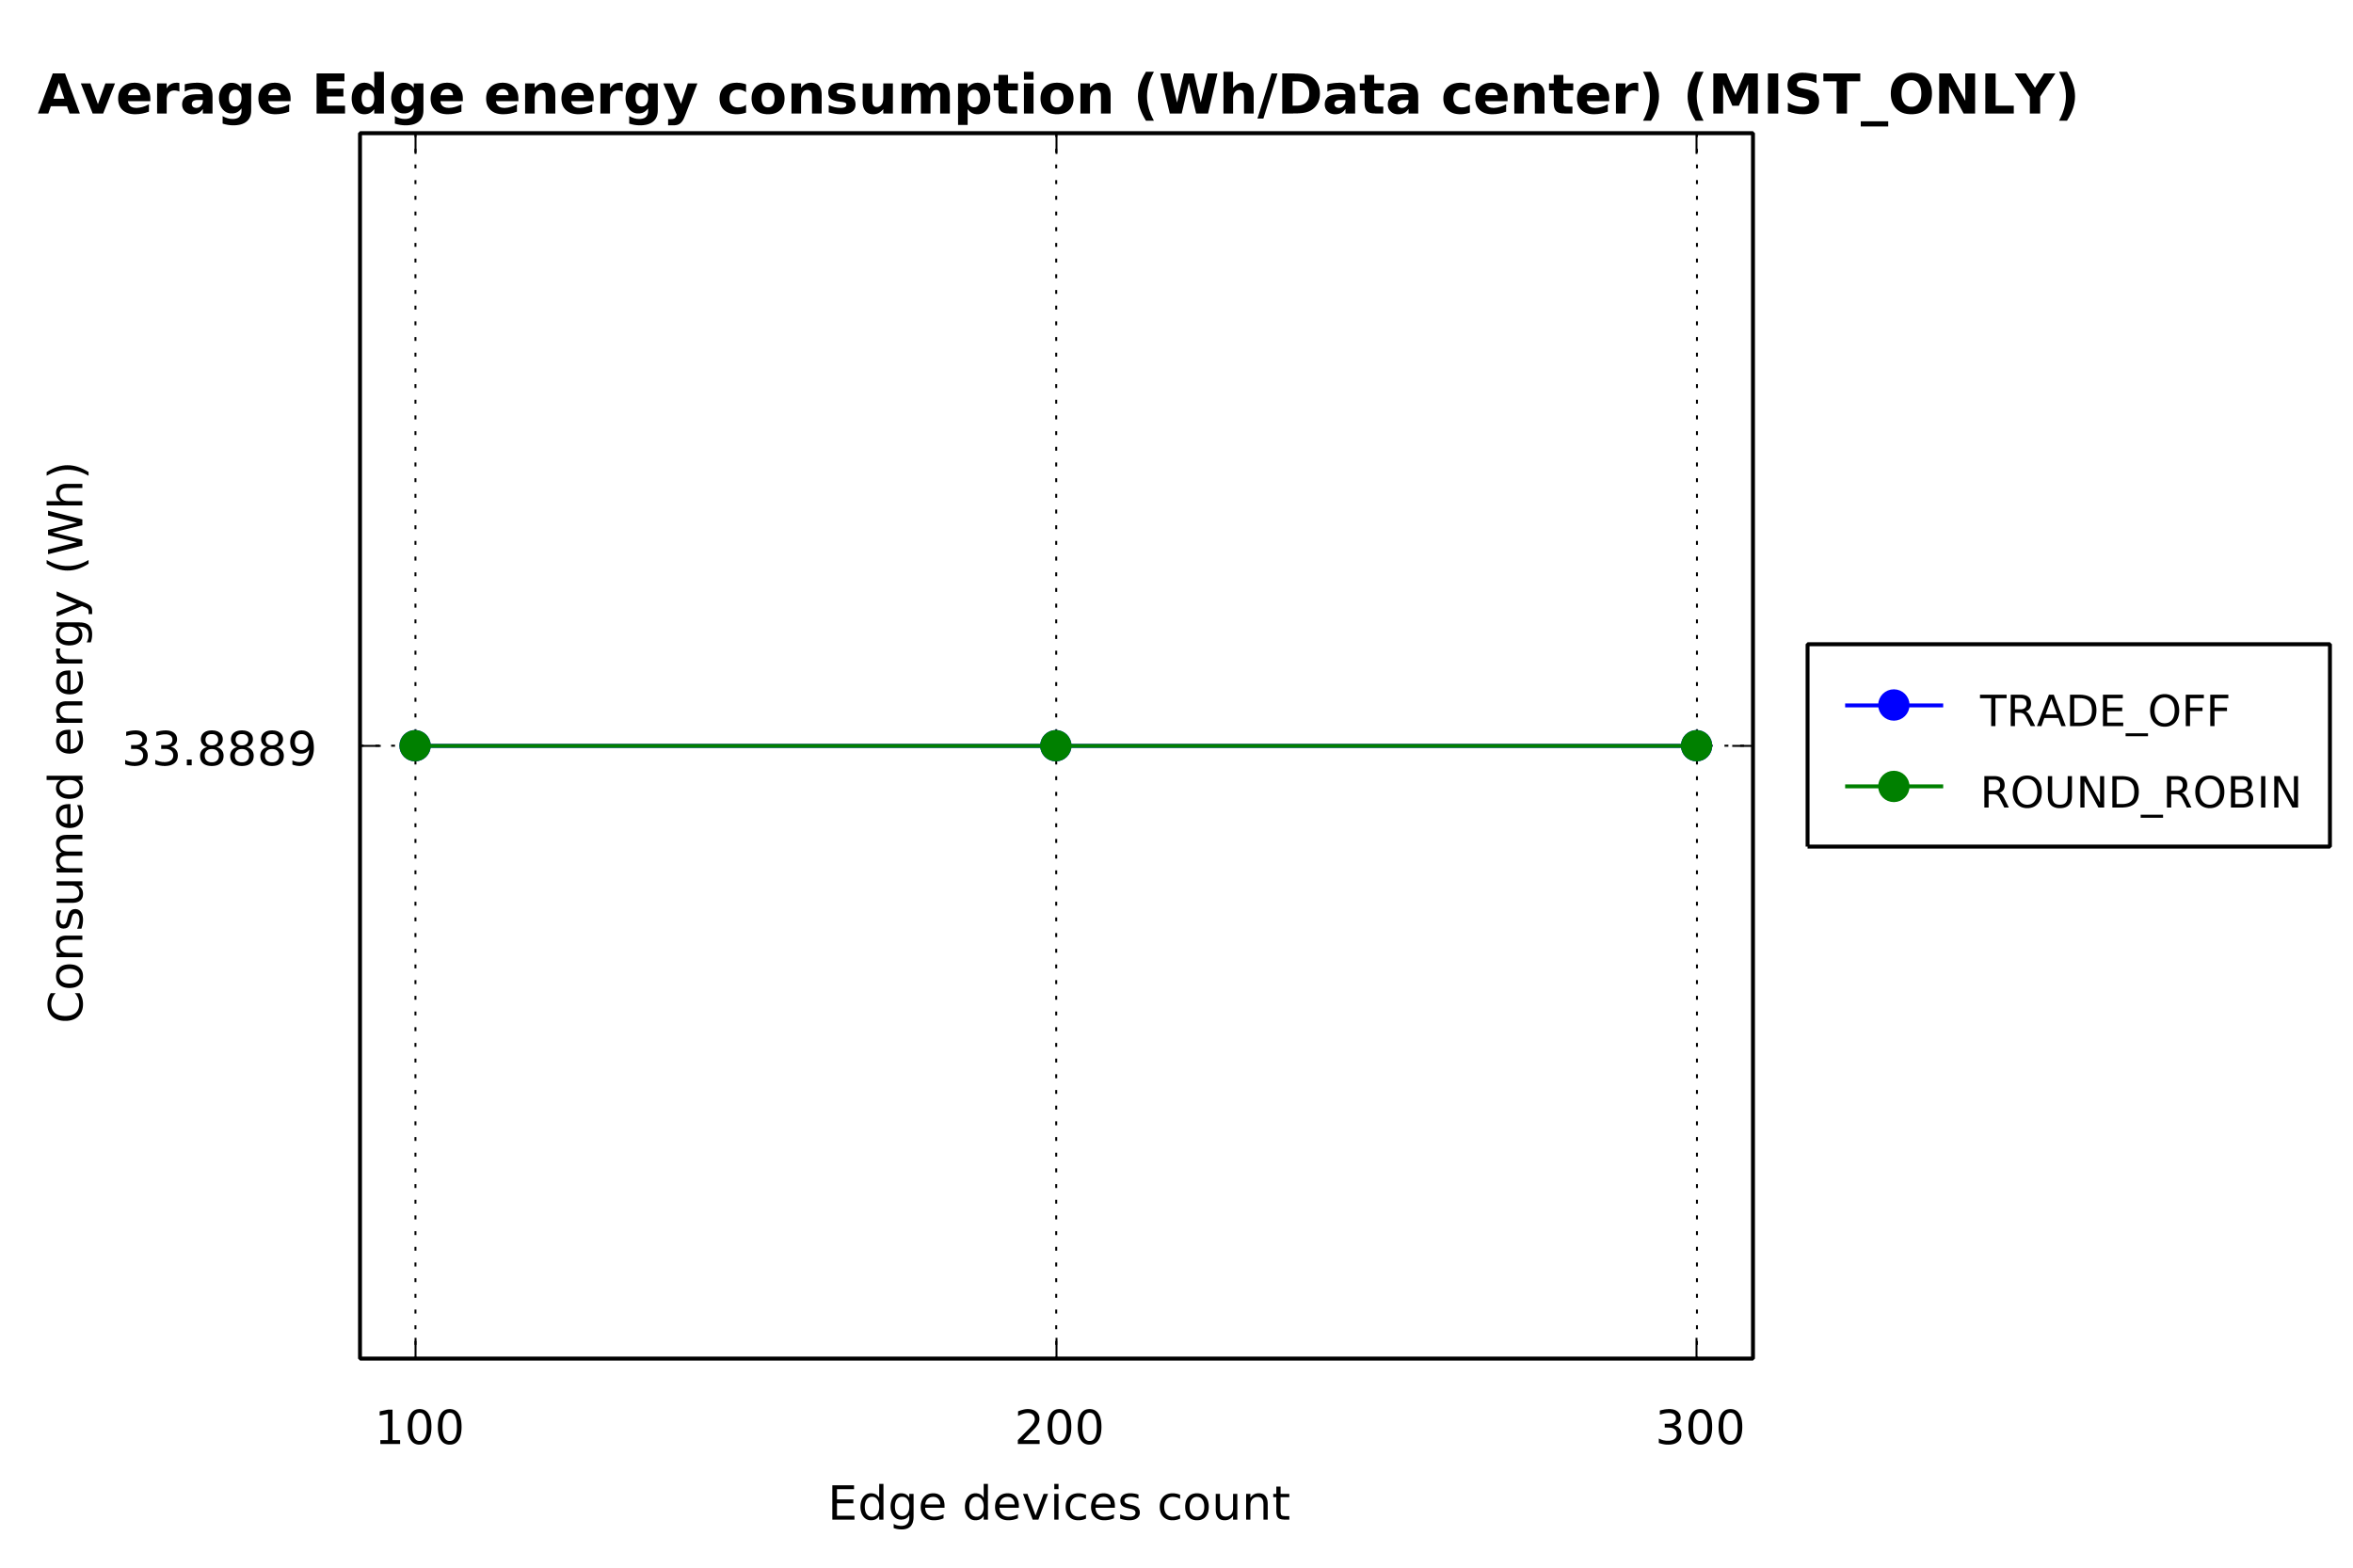 Average Edge energy consumption (Wh/Data center) (MIST_ONLY)
Consumed energy (Wh)
33.8889
TRADE_OFF
ROUND_ROBIN
100 200 300
Edge devices count